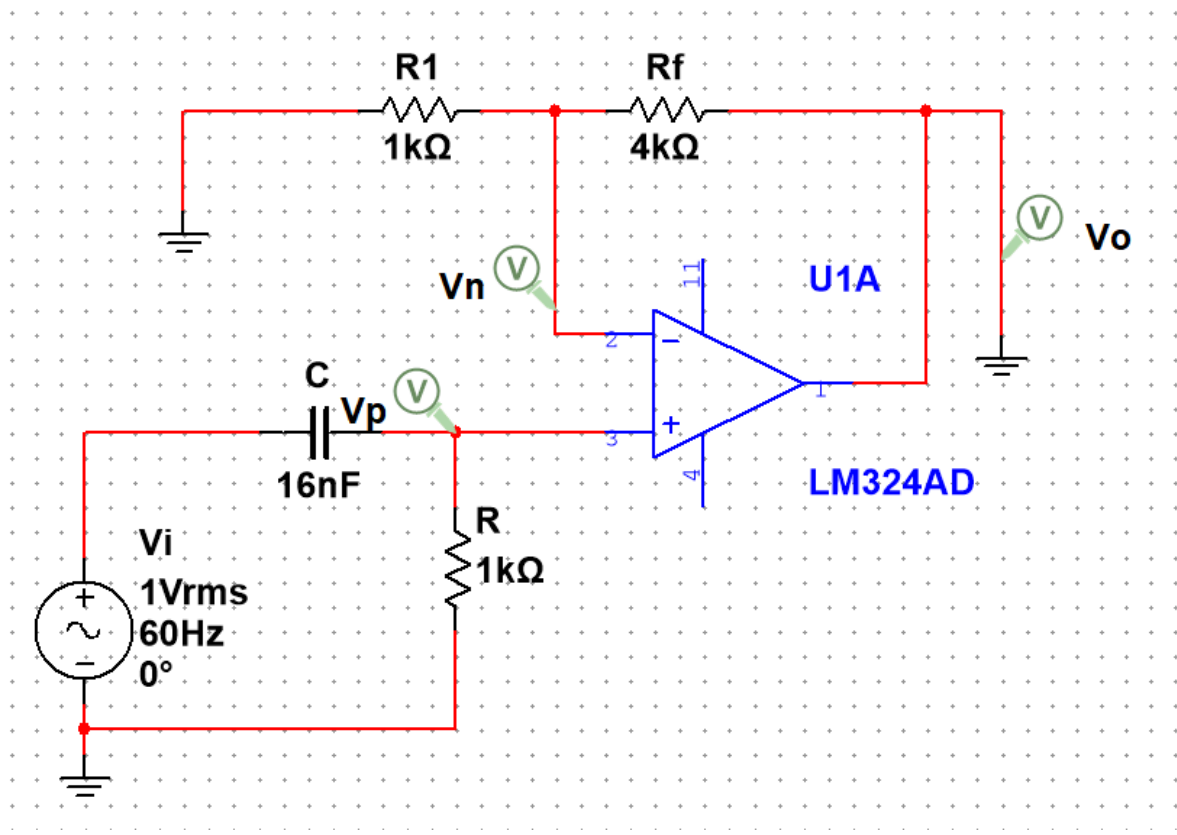 R1
Rf
1kΩ
4kΩ
V
Vo
V
Vn
11
U1A
2
−
C
V
Vp
1
+
3
16nF
4
LM324AD
R
1kΩ
Vi
+
1Vrms
60Hz
−
0°